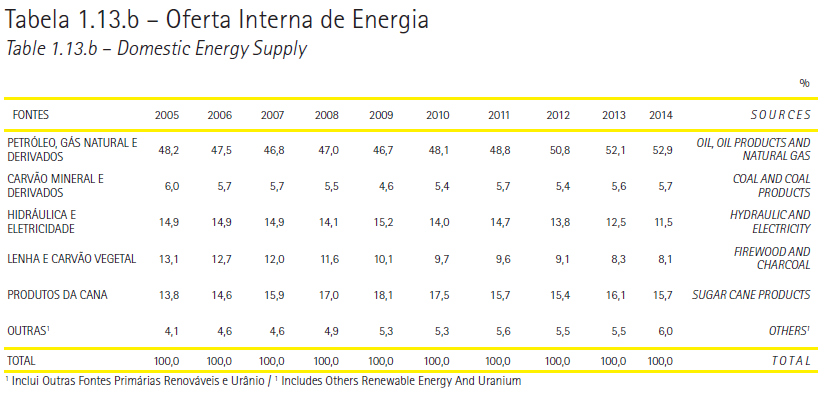 Tabela 1.13.b – Oferta Interna de Energia
Table 1.13.b – Domestic Energy Supply
%
FONTES 2005 2006 2007 2008 2009 2010 2011 2012 2013 2014 SOURCES
PETRÓLEO, GÁS NATURAL E DERIVADOS 48,2 47,5 46,8 47,0 46,7 48,1 48,8 50,8 52,1 52,9 OIL, OIL PRODUCTS AND NATURAL GAS
CARVÃO MINERAL E DERIVADOS 6,0 5,7 5,7 5,5 4,6 5,4 5,7 5,4 5,6 5,7 COAL AND COAL PRODUCTS
HIDRÁULICA E ELETRICIDADE 14,9 14,9 14,9 14,1 15,2 14,0 14,7 13,8 12,5 11,5 HYDRAULIC AND ELECTRICITY
LENHA E CARVÃO VEGETAL 13,1 12,7 12,0 11,6 10,1 9,7 9,6 9,1 8,3 8,1 FIREWOOD AND CHARCOAL
PRODUTOS DA CANA 13,8 14,6 15,9 17,0 18,1 17,5 15,7 15,4 16,1 15,7 SUGAR CANE PRODUCTS
OUTRAS¹ 4,1 4,6 4,6 4,9 5,3 5,3 5,6 5,5 5,5 6,0 OTHERS¹
TOTAL 100,0 100,0 100,0 100,0 100,0 100,0 100,0 100,0 100,0 100,0 TOTAL
¹ Inclui Outras Fontes Primárias Renováveis e Urânio / ¹ Includes Others Renewable Energy And Uranium